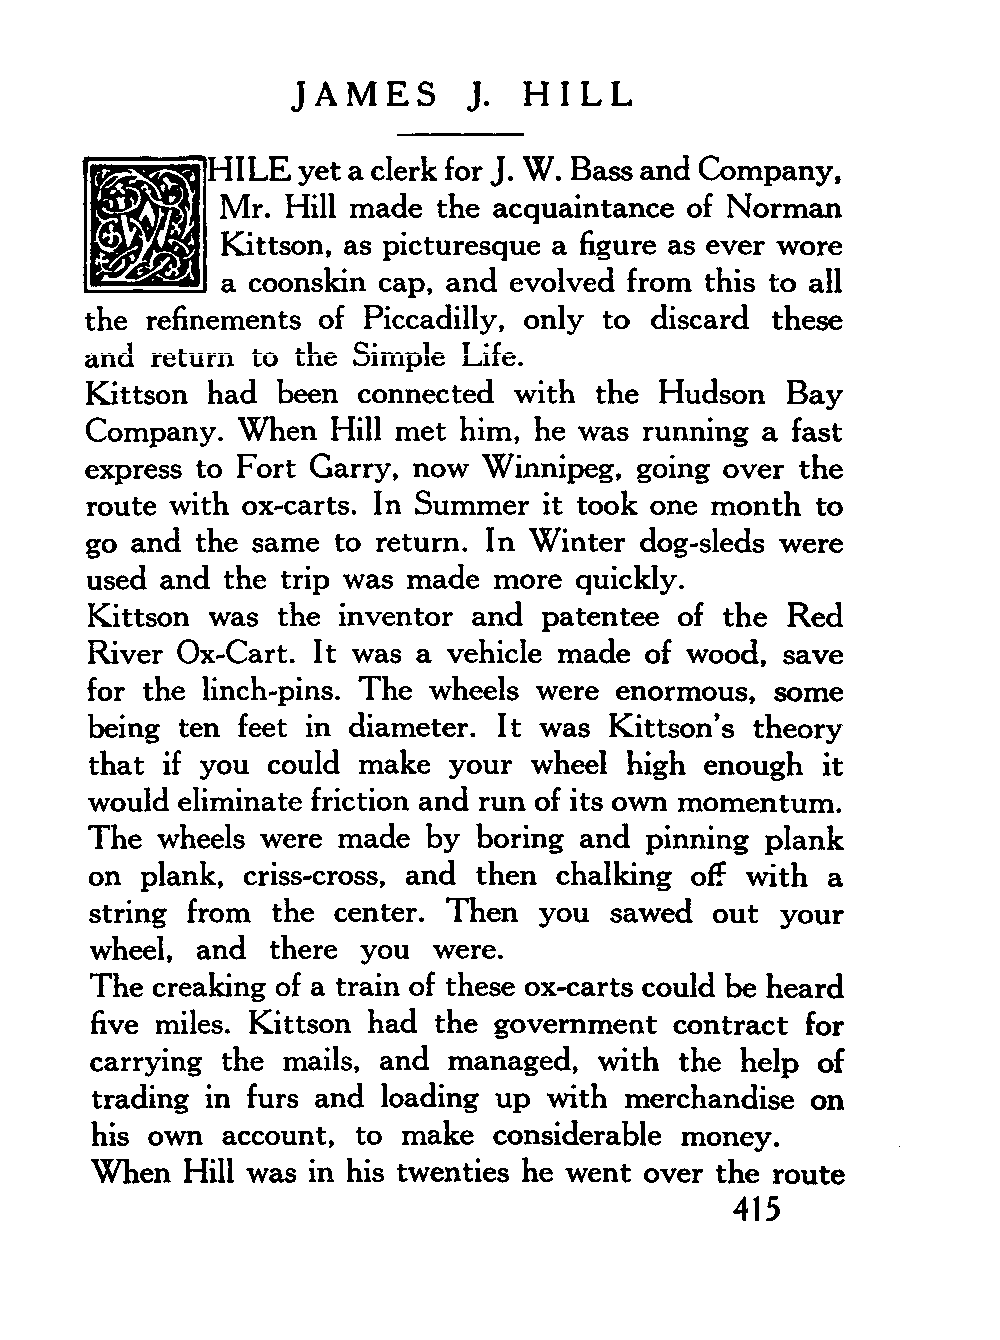 JAMES J. HILL
WHILE yet a clerk for J. W. Bass and Company,
Mr. Hill made the acquaintance of Norman
Kittson, as picturesque a figure as ever wore
a coonskin cap, and evolved from this to all
the refinements of Piccadilly, only to discard these
and return to the Simple Life.
Kittson had been connected with the Hudson Bay
Company. When Hill met him, he was running a fast
express to Fort Garry, now Winnipeg, going over the
route with ox-carts. In Summer it took one month to
go and the same to return. In Winter dog-sleds were
used and the trip was made more quickly.
Kittson was the inventor and patentee of the Red
River Ox-Cart. It was a vehicle made of wood, save
for the linch-pins. The wheels were enormous, some
being ten feet in diameter. It was Kittson's theory
that if you could make your wheel high enough it
would eliminate friction and run of its own momentum.
The wheels were made by boring and pinning plank
on plank, criss-cross, and then chalking off with a
string from the center. Then you sawed out your
wheel, and there you were.
The creaking of a train of these ox-carts could be heard
five miles. Kittson had the government contract for
carrying the mails, and managed, with the help of
trading in furs and loading up with merchandise on
his own account, to make considerable money.
When Hill was in his twenties he went over the route
415